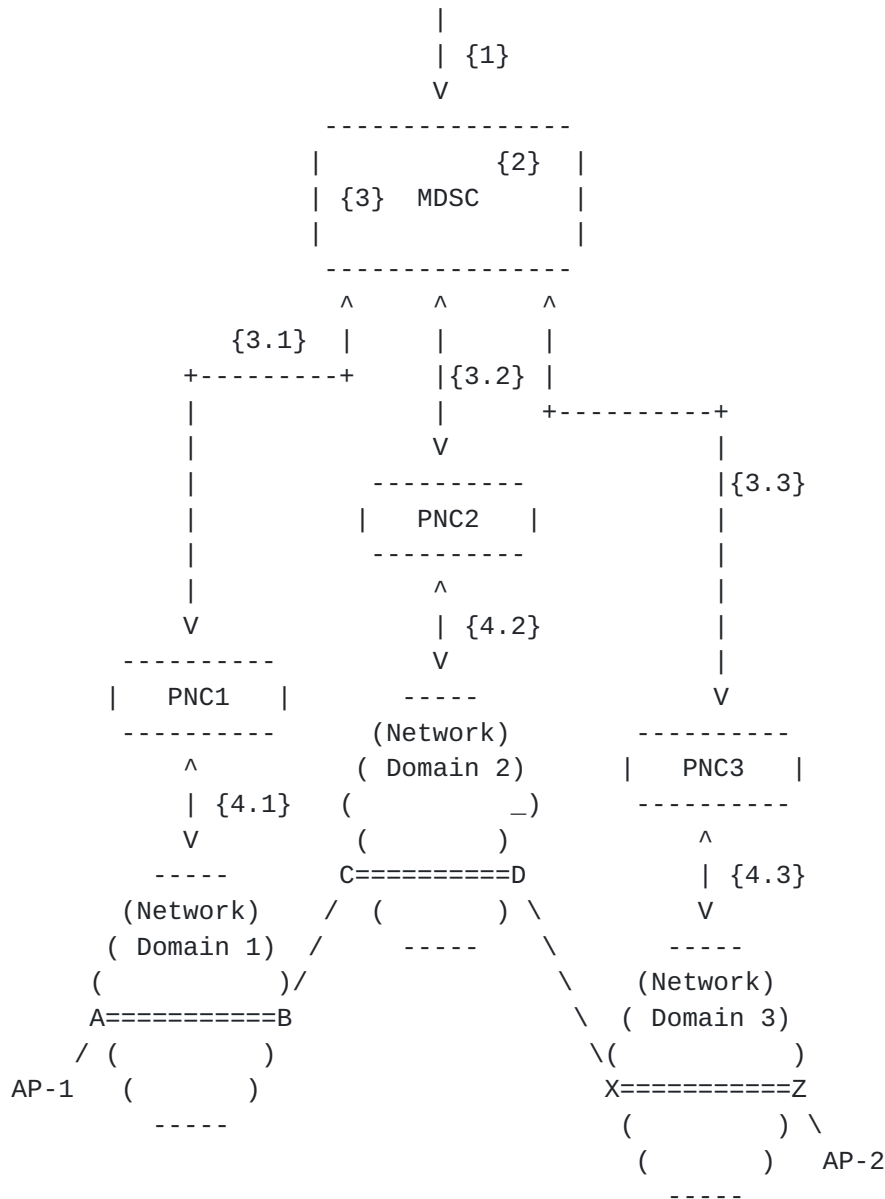 |
                           | {1}
                           V
                    ----------------
                   |           {2}  |
                   | {3}  MDSC      |
                   |                |
                    ----------------
                     ^     ^      ^
              {3.1}  |     |      |
           +---------+     |{3.2} |
           |               |      +----------+
           |               V                 |
           |           ----------            |{3.3}
           |          |   PNC2   |           |
           |           ----------            |
           |               ^                 |
           V               | {4.2}           |
       ----------          V                 |
      |   PNC1   |       -----               V
       ----------      (Network)        ----------
           ^          ( Domain 2)      |   PNC3   |
           | {4.1}   (          _)      ----------
           V          (        )            ^
         -----       C==========D           | {4.3}
       (Network)    /  (       ) \          V
      ( Domain 1)  /     -----    \       -----
     (           )/                \    (Network)
     A===========B                  \  ( Domain 3)
    / (         )                    \(           )
AP-1   (       )                      X===========Z
         -----                         (         ) \
                                        (       )   AP-2
                                          -----